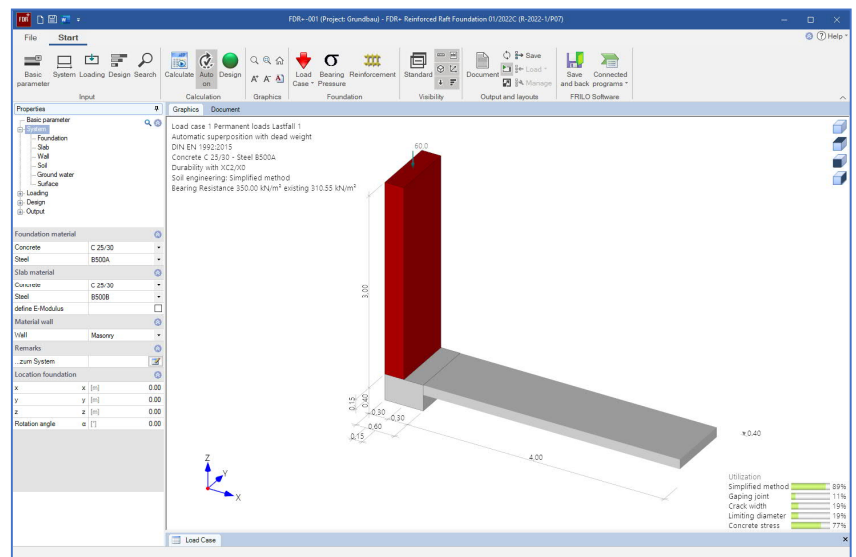 FDR+-001 (Project: Grundbau) - FDR+ Reinforced Raft Foundation 01/2022C (R-2022-1/P07)
File Start
Help
Basic parameter
System
Loading
Design
Search
Calculate
Auto on
Design
Load Case
Bearing Pressure
Reinforcement
Standard
Document
Save
Load
Manage
Save and back
Connected programs
Input
Calculation
Graphics
Foundation
Visibility
Output and layouts
FRILO Software
Properties
Graphics Document
Basic parameter
System
Foundation
Slab
Wall
Soil
Ground water
Surface
Loading
Design
Output
Foundation material
Concrete C 25/30
Steel B500A
Slab material
Concrete C 25/30
Steel B500B
define E-Modulus
Material wall
Wall Masonry
Remarks
...zum System
Location foundation
x x [m] 0.00
y y [m] 0.00
z z [m] 0.00
Rotation angle α [°] 0.00
Load case 1 Permanent loads Lastfall 1
Automatic superposition with dead weight
DIN EN 1992:2015
Concrete C 25/30 - Steel B500A
Durability with XC2/X0
Soil engineering: Simplified method
Bearing Resistance 350.00 kN/m² existing 310.55 kN/m²
60,0
3,00
0,15
0,40
0,30
0,30
0,60
0,15
4,00
0,40
Z
Y
X
Utilization
Simplified method 89%
Gaping joint 11%
Crack width 19%
Limiting diameter 19%
Concrete stress 77%
Load Case